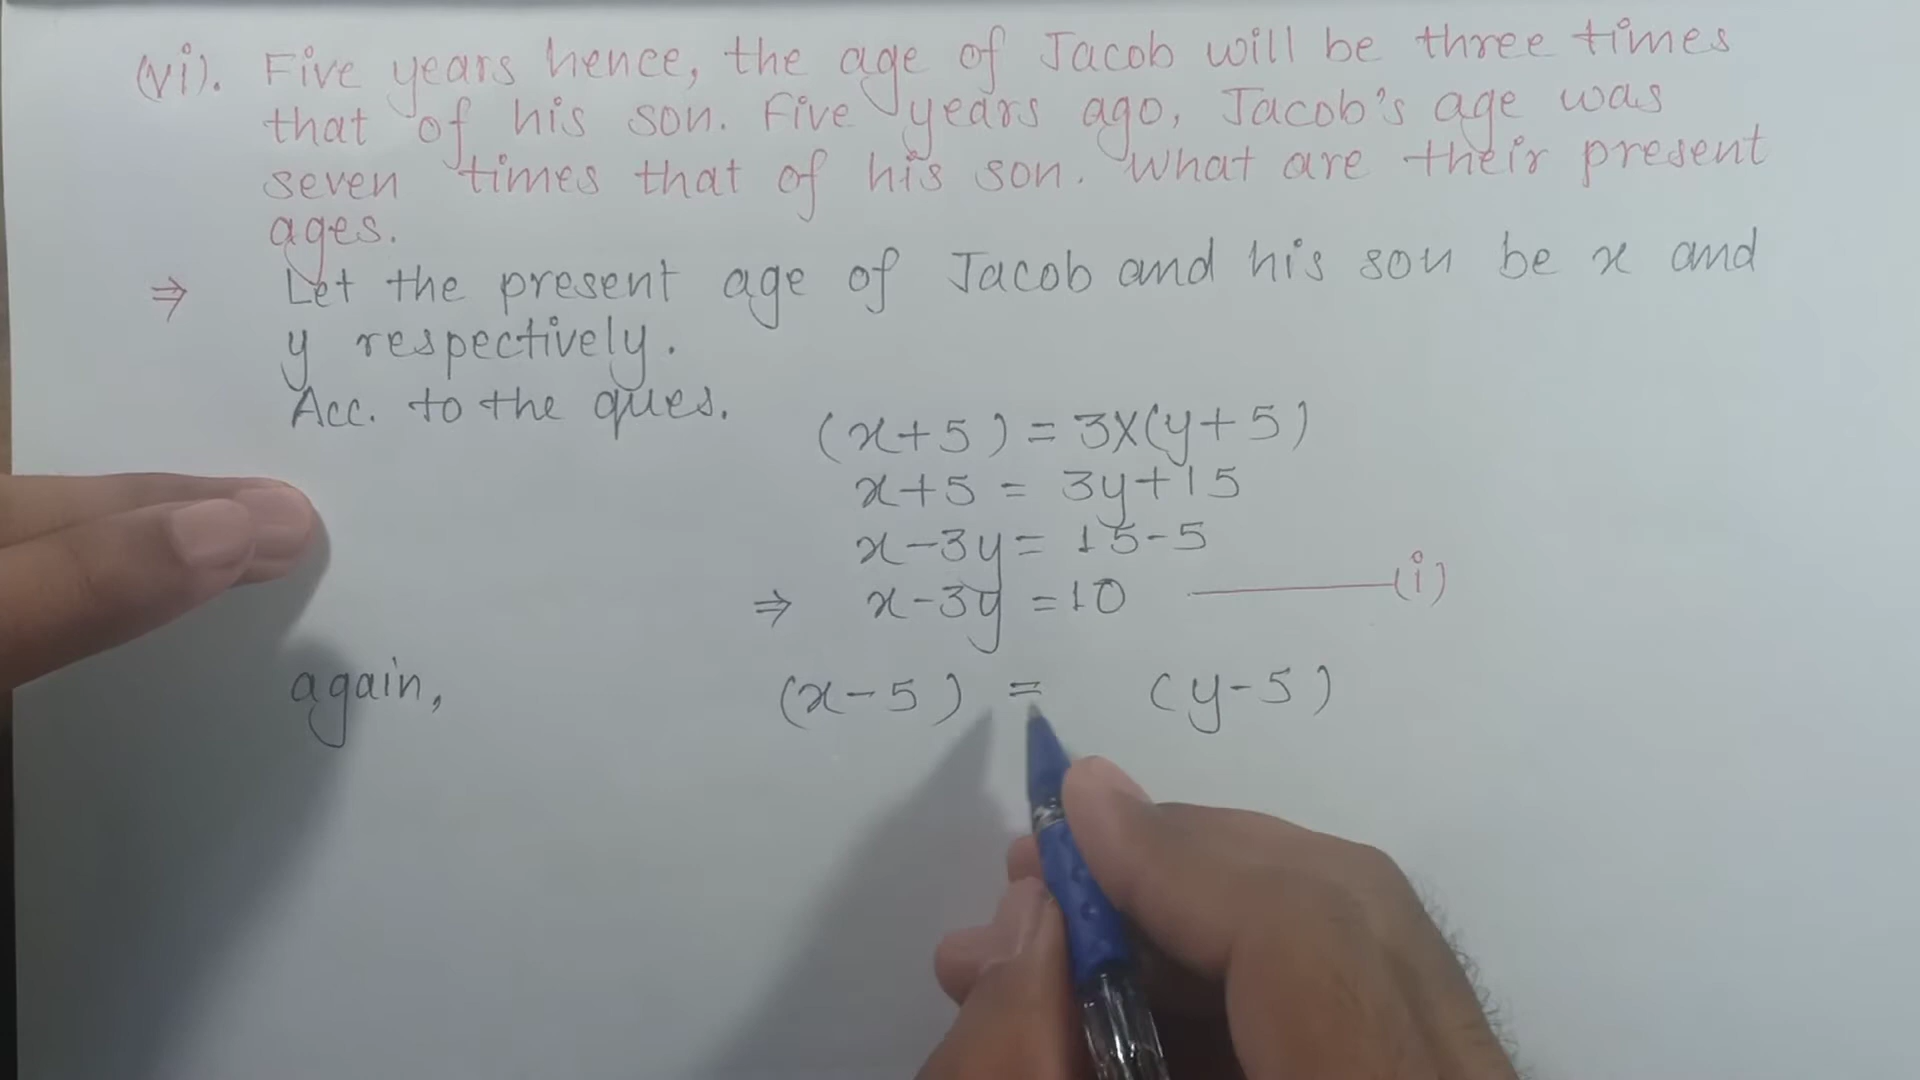 (vi). Five years hence, the age of Jacob will be three times
that of his son. Five years ago, Jacob's age was
seven times that of his son. What are their present
ages.
⇒ Let the present age of Jacob and his son be x and
y respectively.
Acc. to the ques.
(x+5) = 3X(y+5)
x+5 = 3y+15
x-3y = 15-5
⇒ x-3y = 10 ——— (i)
again, (x-5) = (y-5)